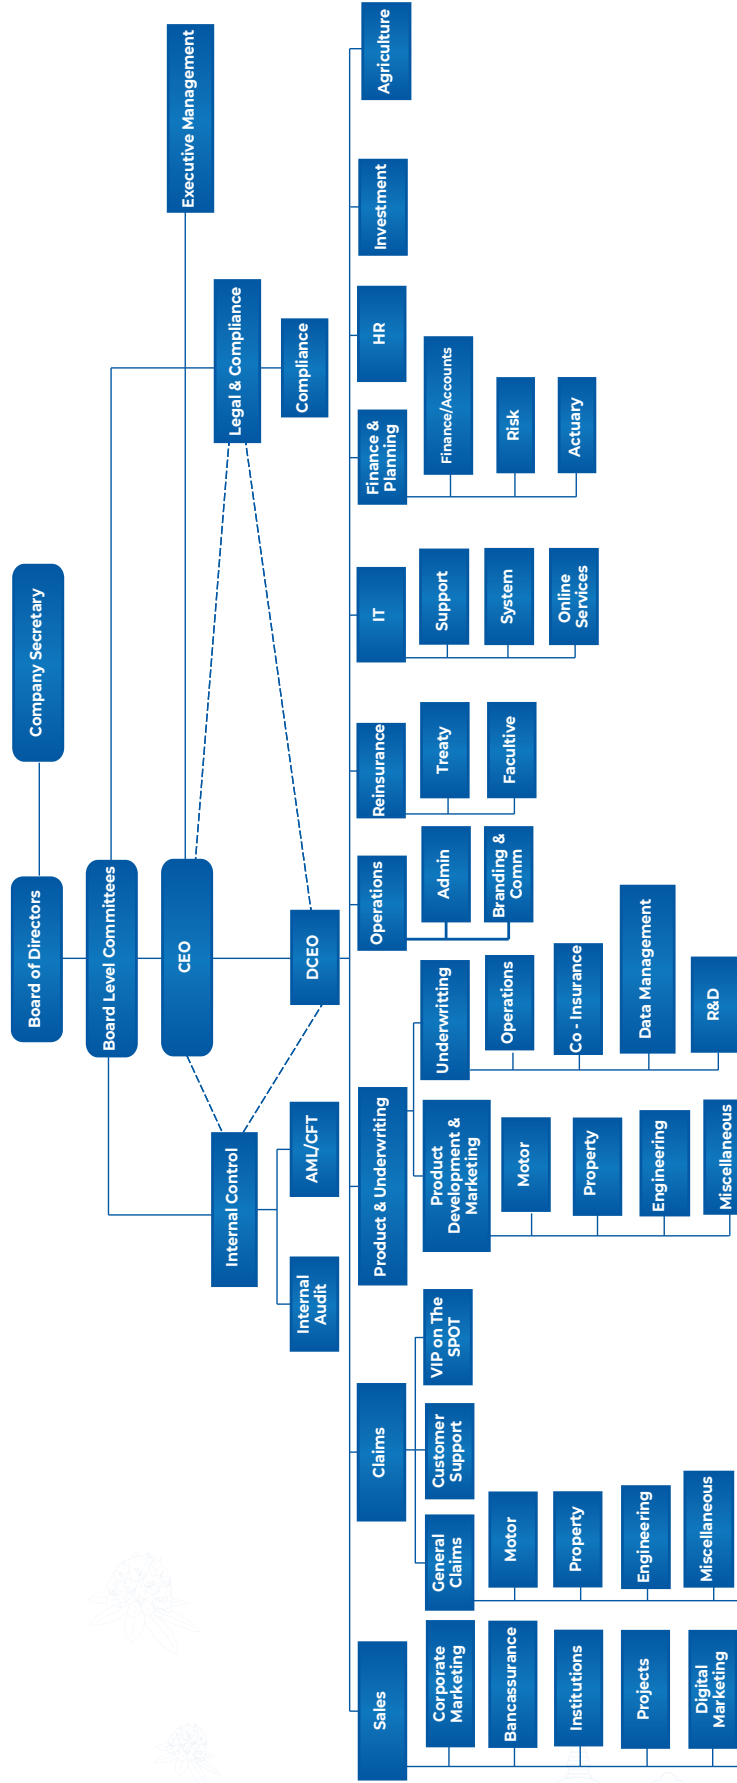 Board of Directors
Company Secretary
Board Level Committees
CEO
Executive Management
Internal Control
Legal & Compliance
Internal
Audit
AML/CFT
DCEO
Compliance
Sales
Claims
Product & Underwriting
Operations
Reinsurance
IT
Finance &
Planning
HR
Investment
Agriculture
Corporate
Marketing
Bancassurance
Institutions
Projects
Digital
Marketing
General
Claims
Customer
Support
VIP on The
SPOT
Motor
Property
Engineering
Miscellaneous
Product
Development &
Marketing
Motor
Property
Engineering
Miscellaneous
Underwritting
Operations
Co - Insurance
Data Management
R&D
Admin
Branding &
Comm
Treaty
Facultive
Support
System
Online
Services
Finance/Accounts
Risk
Actuary